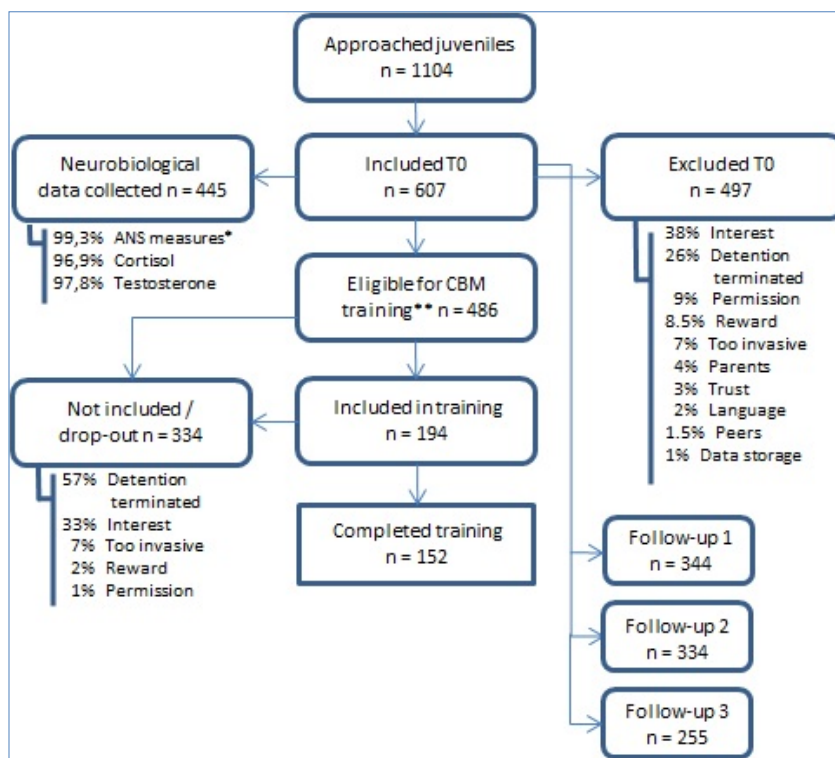 Approached juveniles
n = 1104
Neurobiological
data collected n = 445
99,3% ANS measures*
96,9% Cortisol
97,8% Testosterone
Included T0
n = 607
Excluded T0
n = 497
38% Interest
26% Detention
terminated
9% Permission
8.5% Reward
7% Too invasive
4% Parents
3% Trust
2% Language
1.5% Peers
1% Data storage
Eligible for CBM
training** n = 486
Not included /
drop-out n = 334
57% Detention
terminated
33% Interest
7% Too invasive
2% Reward
1% Permission
Included in training
n = 194
Completed training
n = 152
Follow-up 1
n = 344
Follow-up 2
n = 334
Follow-up 3
n = 255